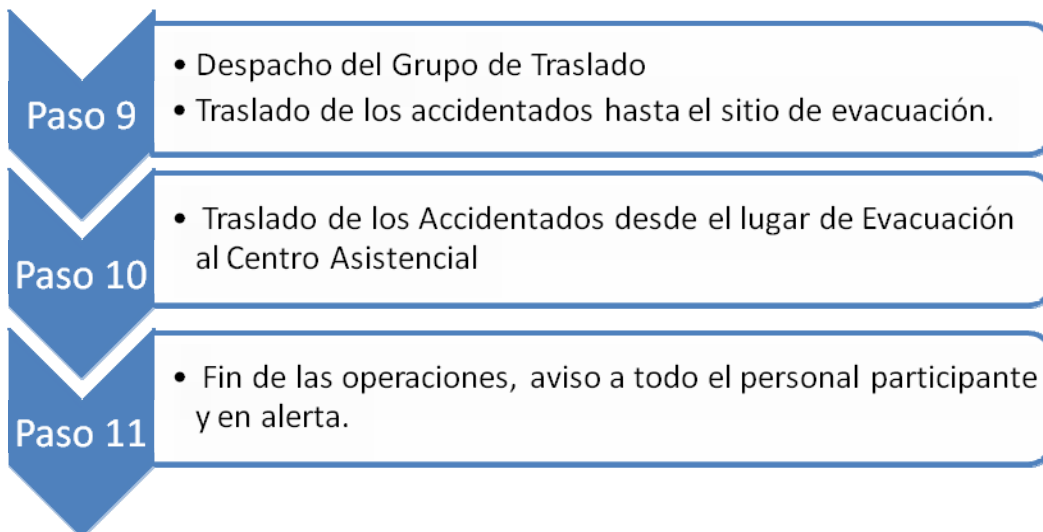 Paso 9
• Despacho del Grupo de Traslado
• Traslado de los accidentados hasta el sitio de evacuación.
Paso 10
• Traslado de los Accidentados desde el lugar de Evacuación
al Centro Asistencial
Paso 11
• Fin de las operaciones, aviso a todo el personal participante
y en alerta.